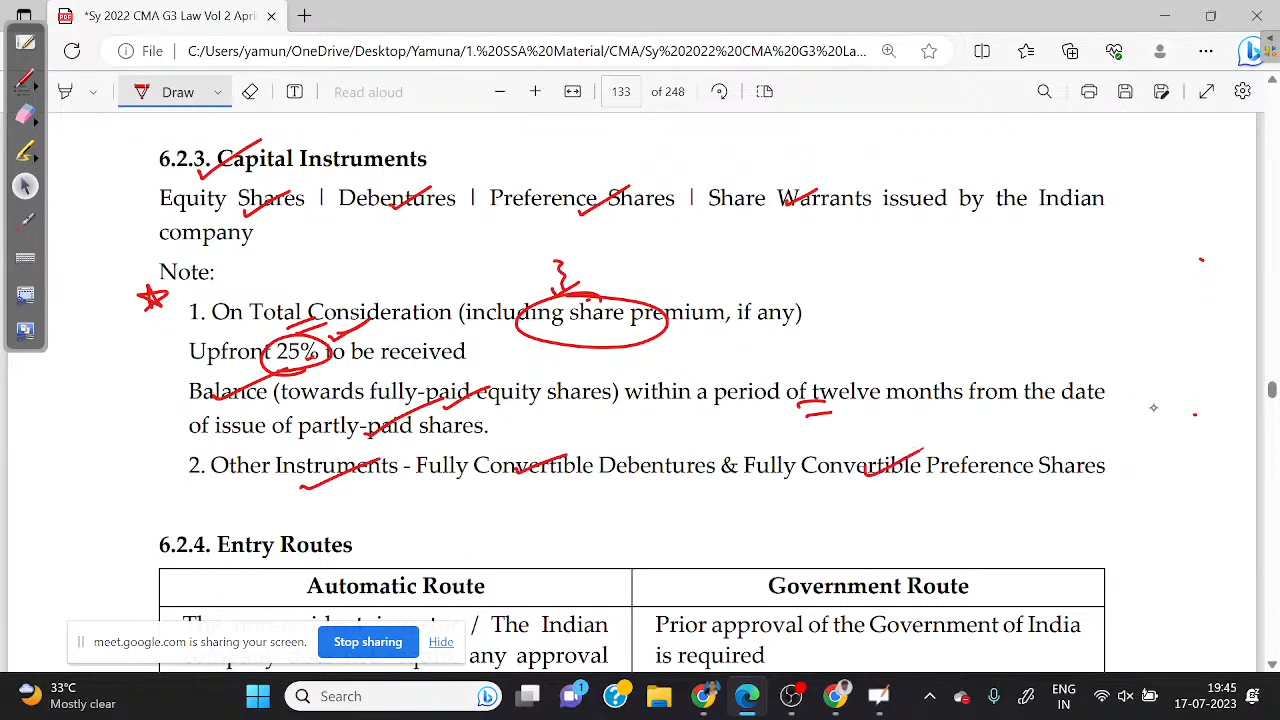 *Sy 2022 CMA G3 Law Vol 2 April
File
C:/Users/yamun/OneDrive/Desktop/Yamuna/1.%20SSA%20Material/CMA/Sy%202022%20CMA%20G3%20La...
Draw
Read aloud
133 of 248
6.2.3. Capital Instruments
Equity Shares | Debentures | Preference Shares | Share Warrants issued by the Indian
company
Note:
1. On Total Consideration (including share premium, if any)
Upfront 25% to be received
Balance (towards fully-paid equity shares) within a period of twelve months from the date
of issue of partly-paid shares.
2. Other Instruments - Fully Convertible Debentures & Fully Convertible Preference Shares
6.2.4. Entry Routes
Automatic Route
Government Route
/ The Indian
any approval
Prior approval of the Government of India
is required
meet.google.com is sharing your screen.
Stop sharing
Hide
33°C
Mostly clear
Search
1
ENG
IN
19:45
17-07-2023